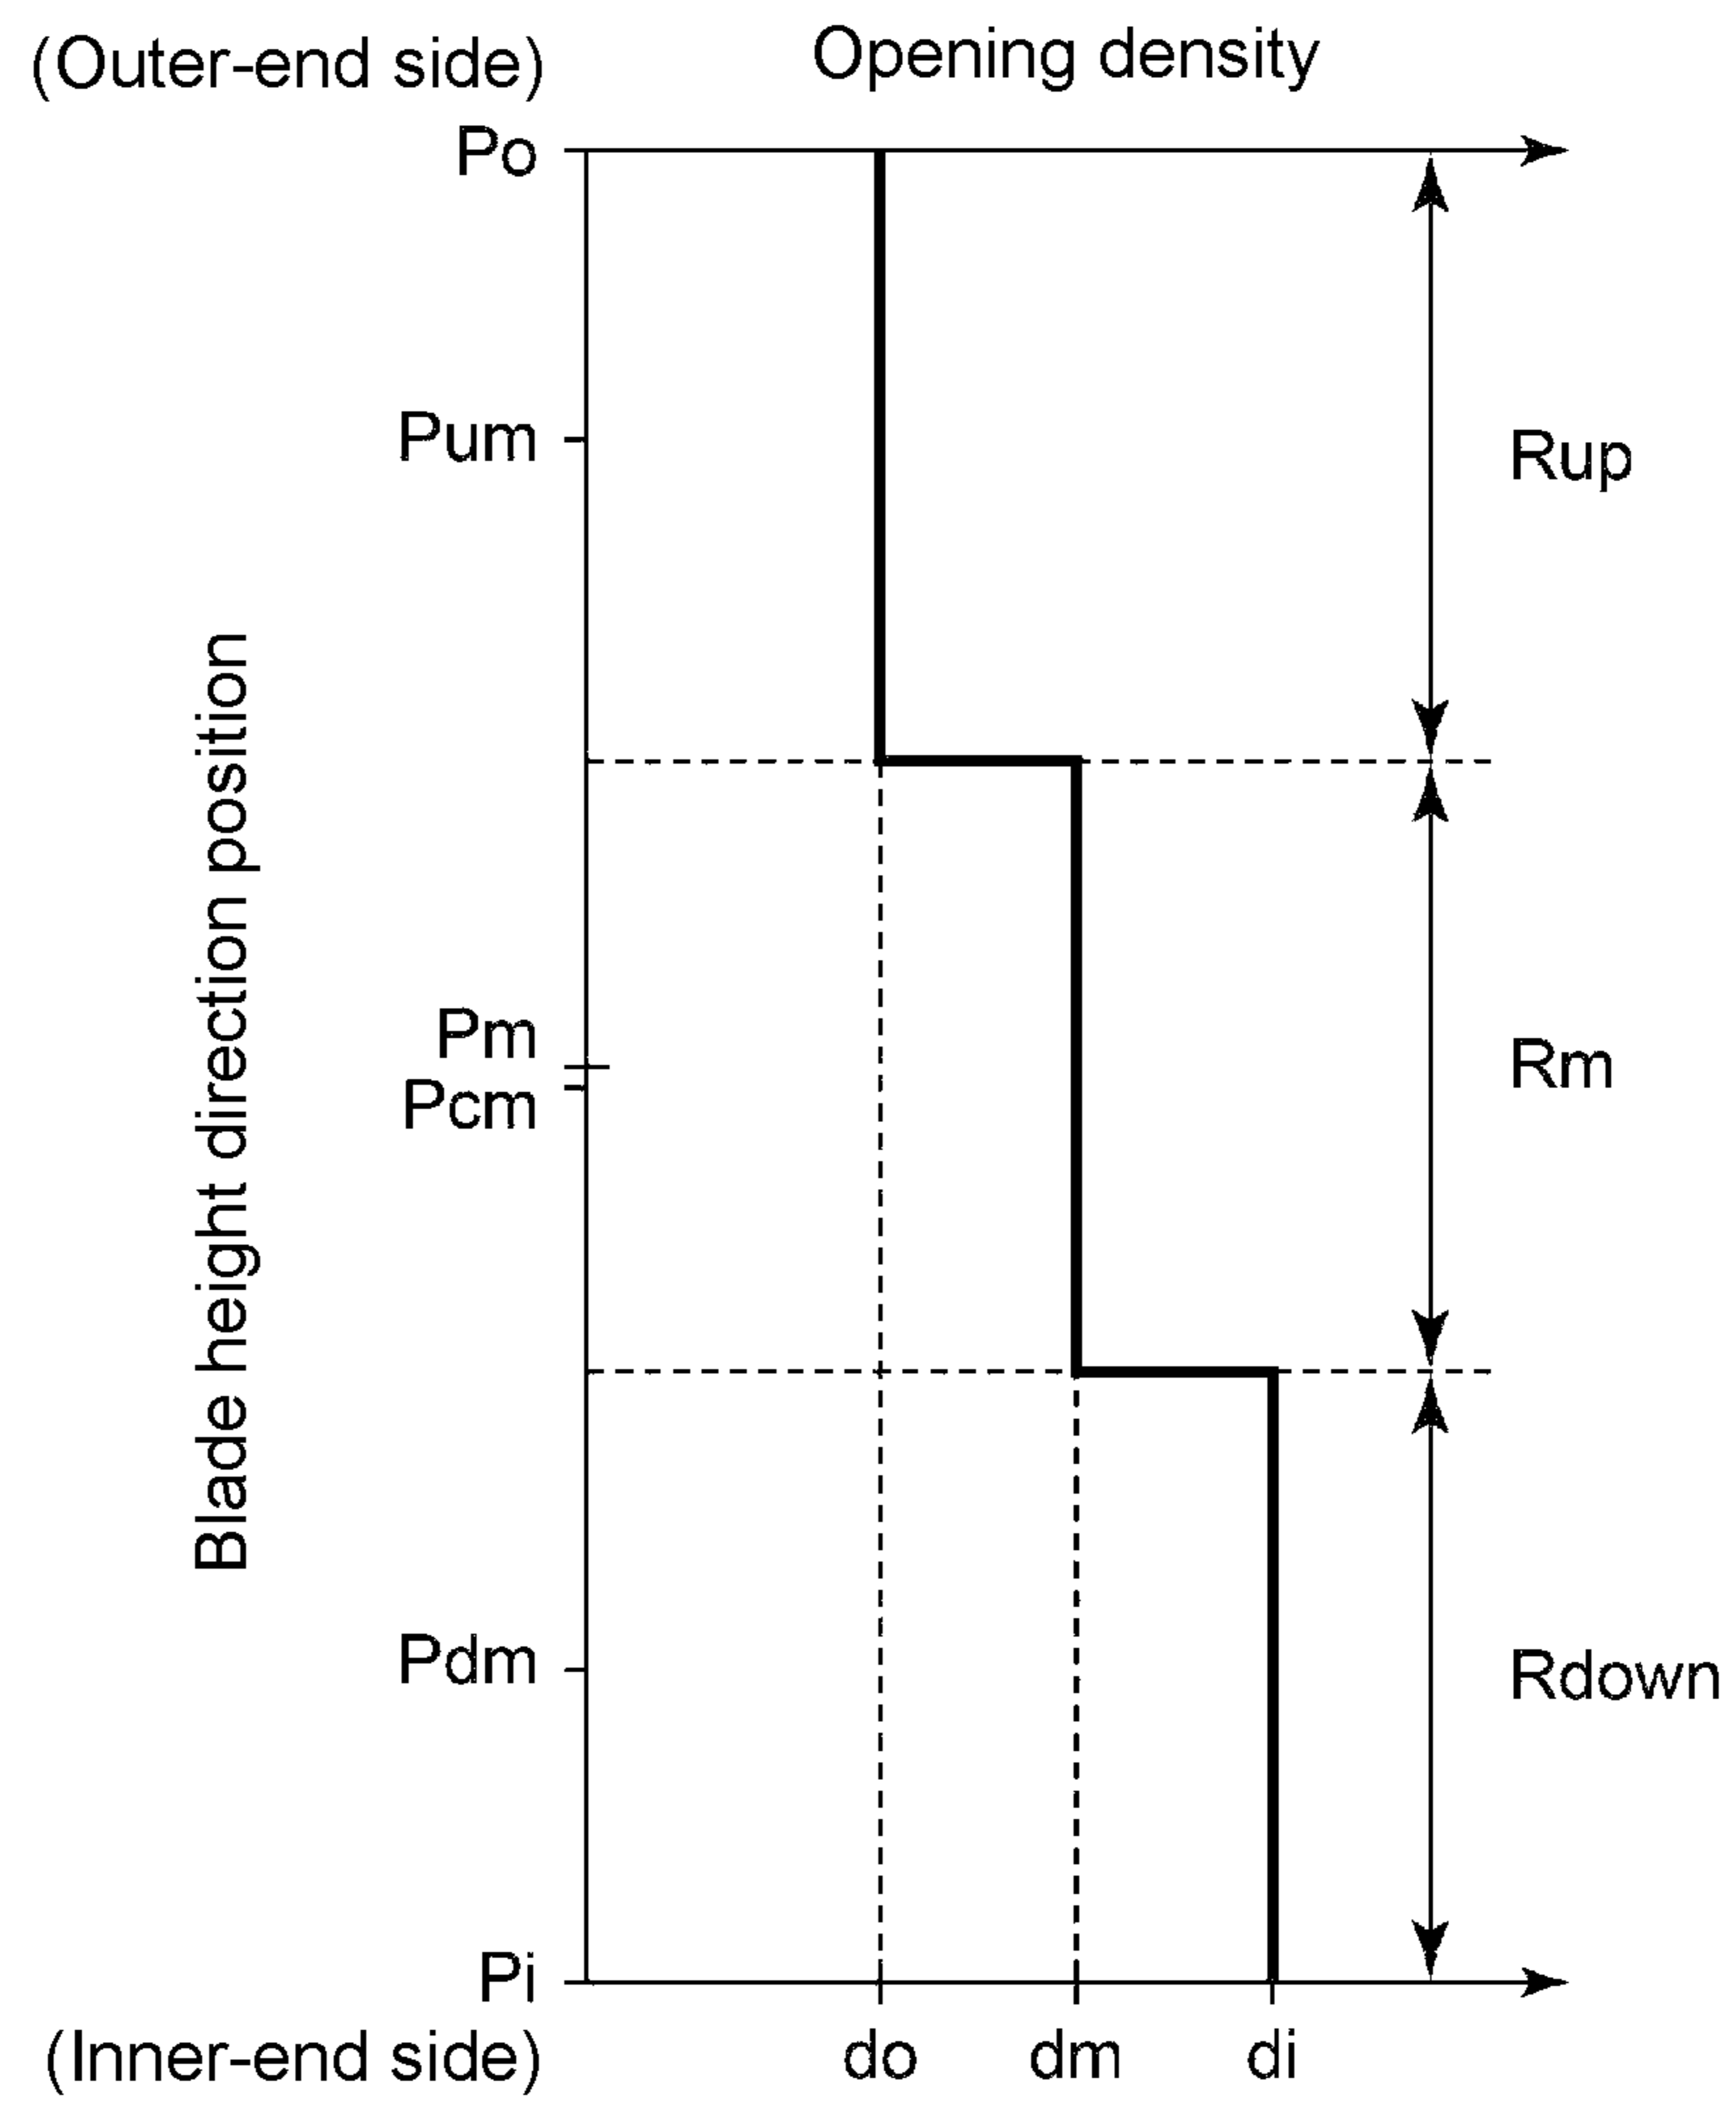 (Outer-end side)
Opening density
Po
Pum
Rup
Blade height direction position
Pm
Pcm
Rm
Pdm
Rdown
Pi
(Inner-end side)
do
dm
di